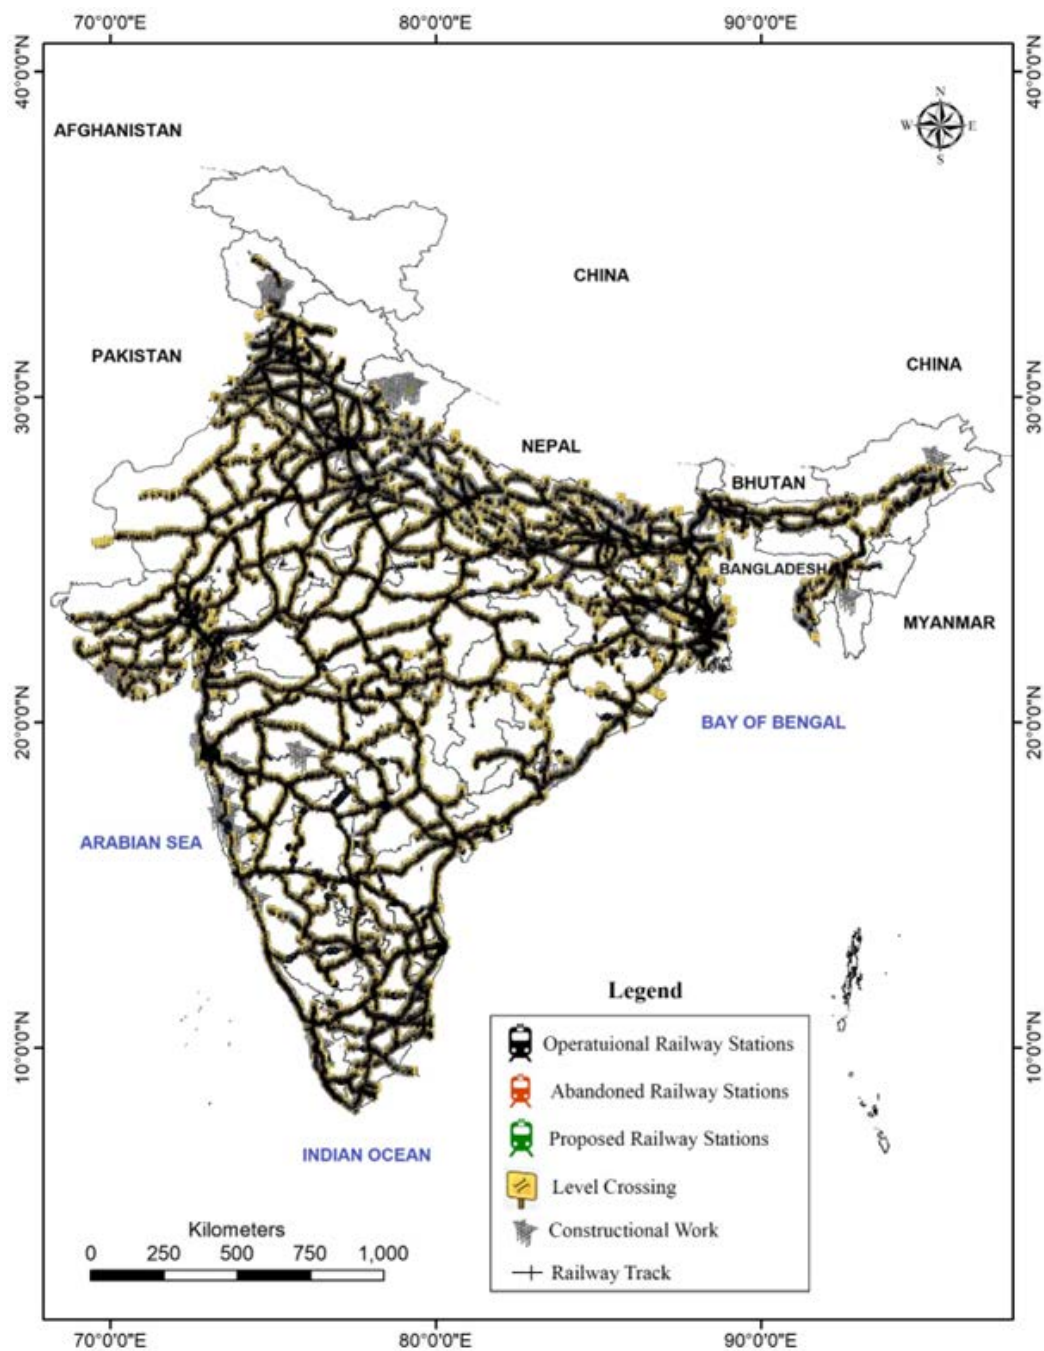 70°0'0"E 80°0'0"E 90°0'0"E
40°0'0"N
40°0'0"N
N
W E
S
AFGHANISTAN
CHINA
PAKISTAN
CHINA
30°0'0"N
30°0'0"N
NEPAL
BHUTAN
BANGLADESH
MYANMAR
20°0'0"N
20°0'0"N
BAY OF BENGAL
ARABIAN SEA
Legend
Operatuional Railway Stations
Abandoned Railway Stations
Proposed Railway Stations
Level Crossing
Constructional Work
Railway Track
10°0'0"N
10°0'0"N
INDIAN OCEAN
Kilometers
0 250 500 750 1,000
70°0'0"E 80°0'0"E 90°0'0"E